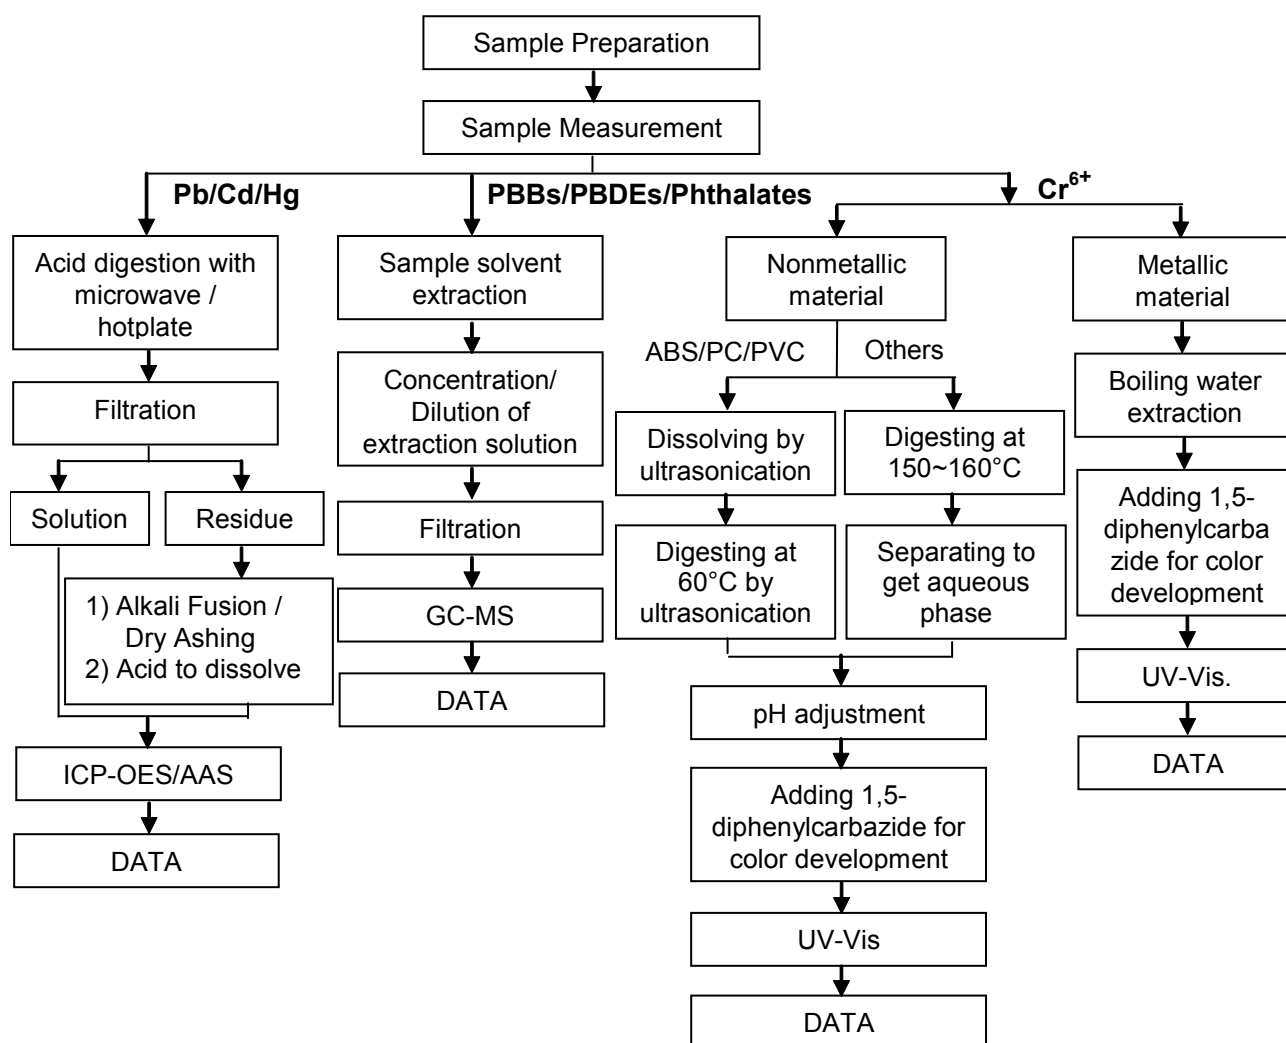 Sample Preparation
Sample Measurement
Pb/Cd/Hg
PBBs/PBDEs/Phthalates
Cr⁶⁺
Acid digestion with
microwave /
hotplate
Filtration
Solution
Residue
1) Alkali Fusion /
Dry Ashing
2) Acid to dissolve
ICP-OES/AAS
DATA
Sample solvent
extraction
Concentration/
Dilution of
extraction solution
Filtration
GC-MS
DATA
Nonmetallic
material
ABS/PC/PVC
Others
Dissolving by
ultrasonication
Digesting at
60°C by
ultrasonication
Digesting at
150~160°C
Separating to
get aqueous
phase
pH adjustment
Adding 1,5-
diphenylcarbazide for
color development
UV-Vis
DATA
Metallic
material
Boiling water
extraction
Adding 1,5-
diphenylcarba
zide for color
development
UV-Vis.
DATA